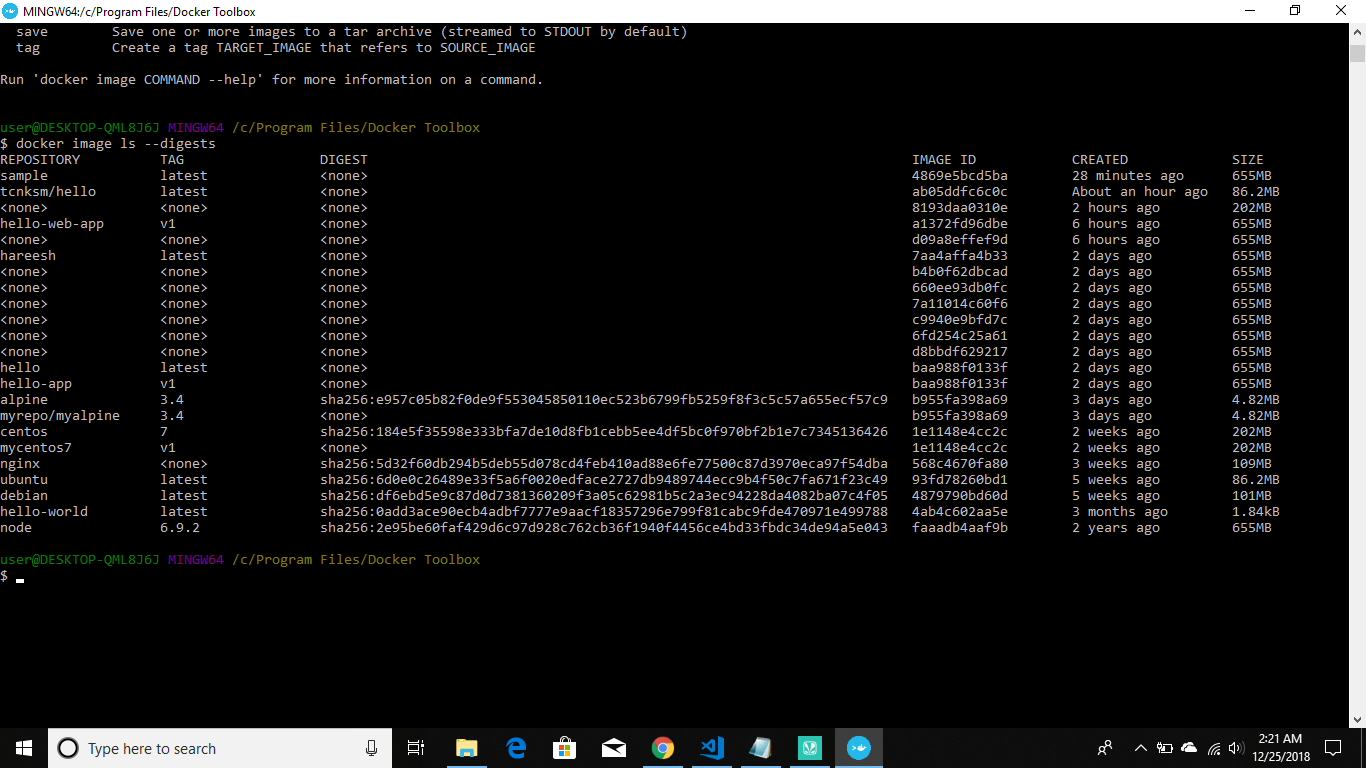 MINGW64:/c/Program Files/Docker Toolbox
save        Save one or more images to a tar archive (streamed to STDOUT by default)
tag         Create a tag TARGET_IMAGE that refers to SOURCE_IMAGE
Run 'docker image COMMAND --help' for more information on a command.
user@DESKTOP-QML8J6J MINGW64 /c/Program Files/Docker Toolbox
$ docker image ls --digests
REPOSITORY TAG DIGEST IMAGE ID CREATED SIZE
sample latest <none> 4869e5bcd5ba 28 minutes ago 655MB
tcnksm/hello latest <none> ab05ddfc6c0c About an hour ago 86.2MB
<none> <none> <none> 8193daa0310e 2 hours ago 202MB
hello-web-app v1 <none> a1372fd96dbe 6 hours ago 655MB
<none> <none> <none> d09a8effef9d 6 hours ago 655MB
hareesh latest <none> 7aa4affa4b33 2 days ago 655MB
<none> <none> <none> b4b0f62dbcad 2 days ago 655MB
<none> <none> <none> 660ee93db0fc 2 days ago 655MB
<none> <none> <none> 7a11014c60f6 2 days ago 655MB
<none> <none> <none> c9940e9bfd7c 2 days ago 655MB
<none> <none> <none> 6fd254c25a61 2 days ago 655MB
<none> <none> <none> d8bbdf629217 2 days ago 655MB
hello latest <none> baa988f0133f 2 days ago 655MB
hello-app v1 <none> baa988f0133f 2 days ago 655MB
alpine 3.4 sha256:e957c05b82f0de9f553045850110ec523b6799fb5259f8f3c5c57a655ecf57c9 b955fa398a69 3 days ago 4.82MB
myrepo/myalpine 3.4 <none> b955fa398a69 3 days ago 4.82MB
centos 7 sha256:184e5f35598e333bfa7de10d8fb1cebb5ee4df5bc0f970bf2b1e7c7345136426 1e1148e4cc2c 2 weeks ago 202MB
mycentos7 v1 <none> 1e1148e4cc2c 2 weeks ago 202MB
nginx <none> sha256:5d32f60db294b5deb55d078cd4feb410ad88e6fe77500c87d3970eca97f54dba 568c4670fa80 3 weeks ago 109MB
ubuntu latest sha256:6d0e0c26489e33f5a6f0020edface2727db9489744ecc9b4f50c7fa671f23c49 93fd78260bd1 5 weeks ago 86.2MB
debian latest sha256:df6ebd5e9c87d0d7381360209f3a05c62981b5c2a3ec94228da4082ba07c4f05 4879790bd60d 5 weeks ago 101MB
hello-world latest sha256:0add3ace90ecb4adbf7777e9aacf18357296e799f81cabc9fde470971e499788 4ab4c602aa5e 3 months ago 1.84kB
node 6.9.2 sha256:2e95be60faf429d6c97d928c762cb36f1940f4456ce4bd33fbdc34de94a5e043 faaadb4aaf9b 2 years ago 655MB
user@DESKTOP-QML8J6J MINGW64 /c/Program Files/Docker Toolbox
$
Type here to search
2:21 AM
12/25/2018